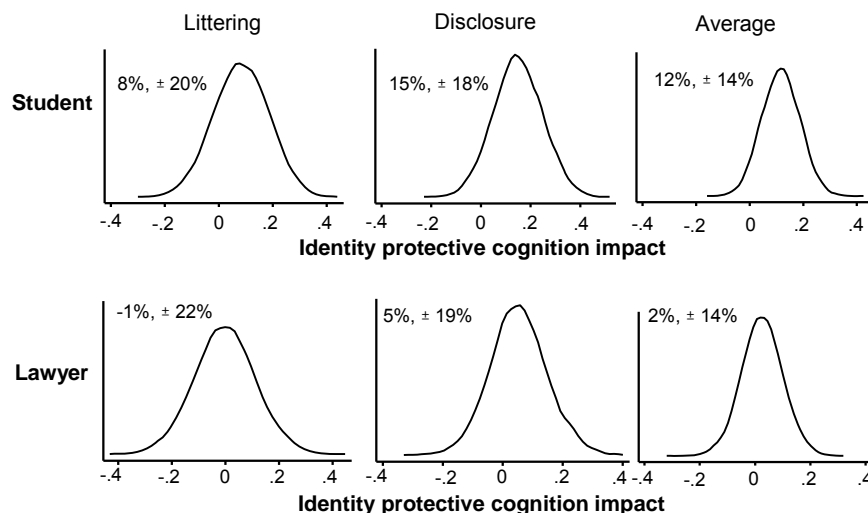 Littering Disclosure Average
Student
8%, ± 20% 15%, ± 18% 12%, ± 14%
-.4 -.2 0 .2 .4 -.4 -.2 0 .2 .4 -.4 -.2 0 .2 .4
Identity protective cognition impact
Lawyer
-1%, ± 22% 5%, ± 19% 2%, ± 14%
-.4 -.2 0 .2 .4 -.4 -.2 0 .2 .4 -.4 -.2 0 .2 .4
Identity protective cognition impact